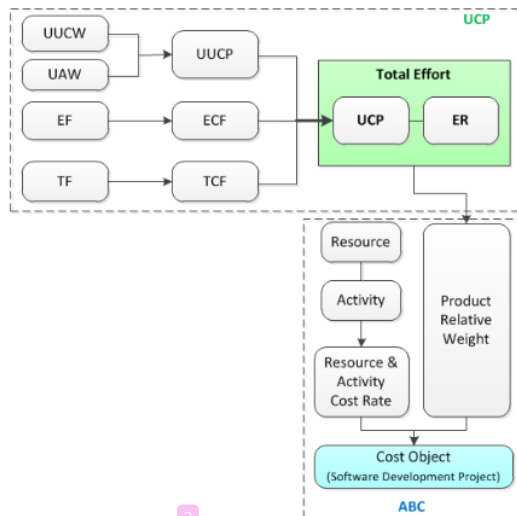 UCP
UUCW
UAW
UUCP
Total Effort
UCP
ER
EF
ECF
TF
TCF
Resource
Activity
Resource &
Activity
Cost Rate
Product
Relative
Weight
Cost Object
(Software Development Project)
ABC